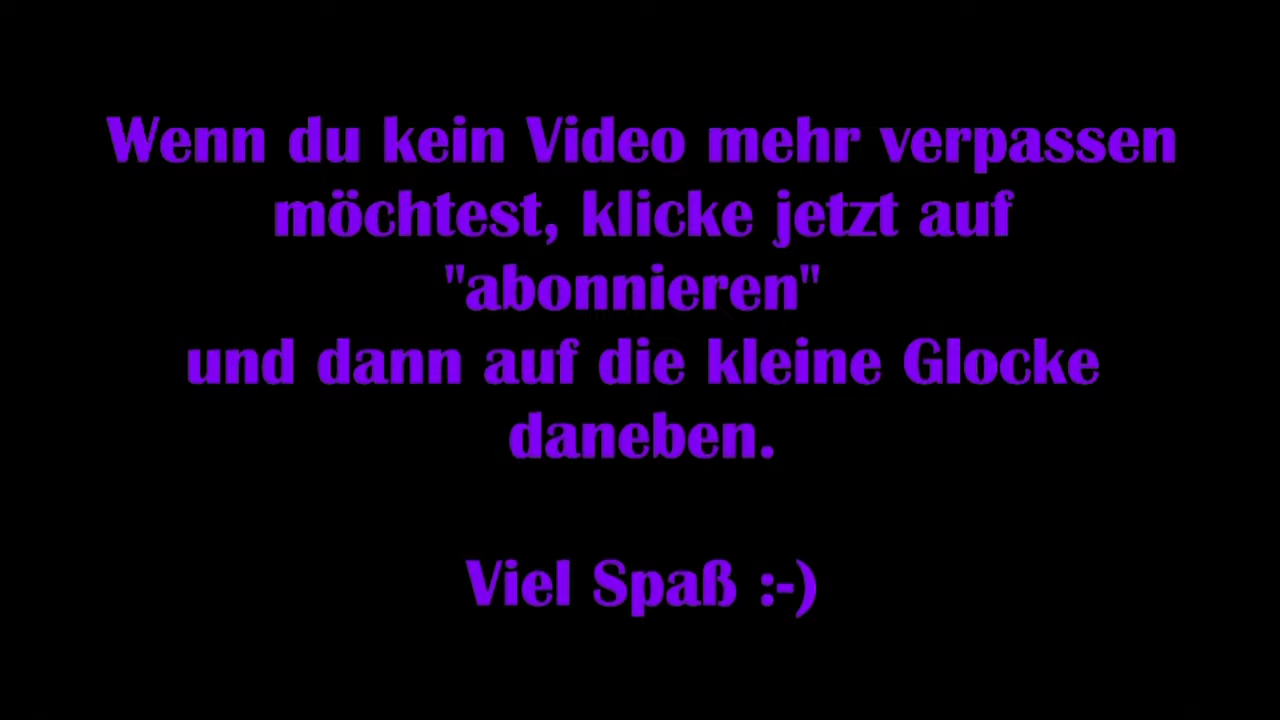 Wenn du kein Video mehr verpassen
möchtest, klicke jetzt auf
"abonnieren"
und dann auf die kleine Glocke
daneben.
Viel Spaß :-)